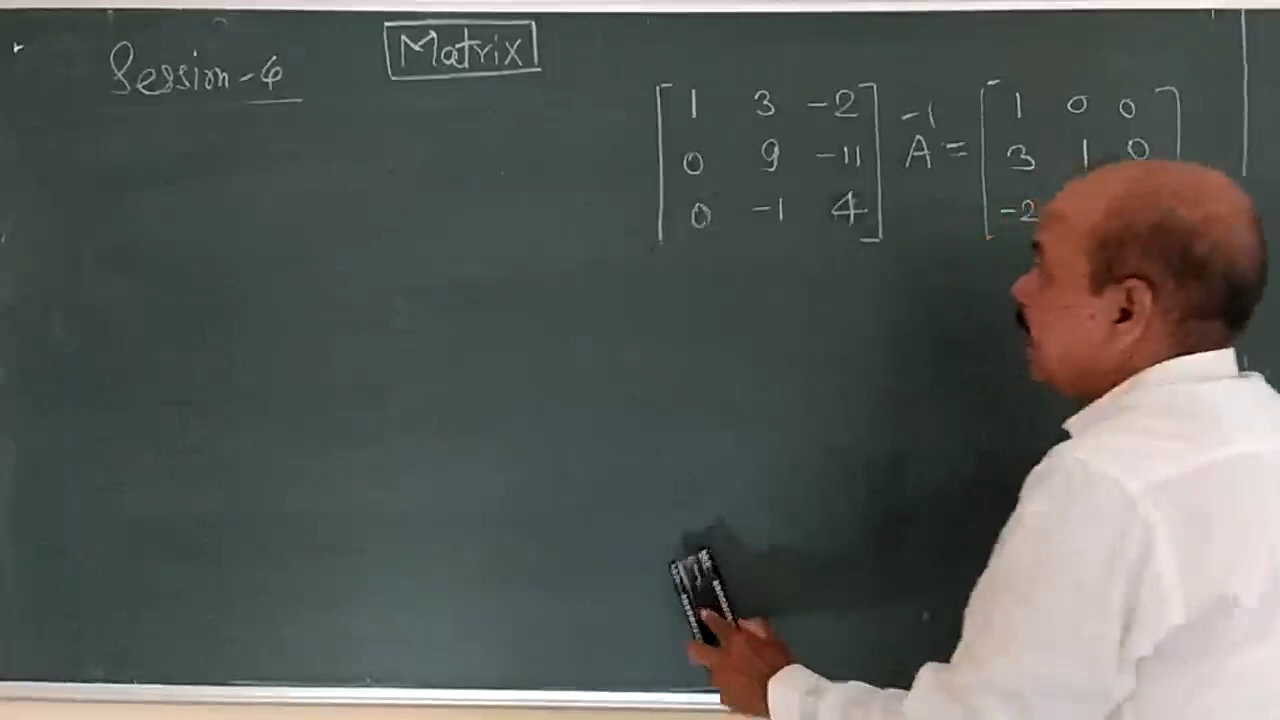 Session-4
Matrix
[1 3 -2] -1 [1 0 0]
[0 9 -11] A = [3 1 0]
[0 -1 4] [-2